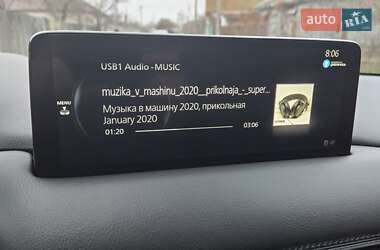 auto RIA
USB1 Audio - MUSIC
8:06
muzika_v_mashinu_2020__prikolnaja_-_super...
MENU
Музыка в машину 2020, прикольная
January 2020
01:20
03:06